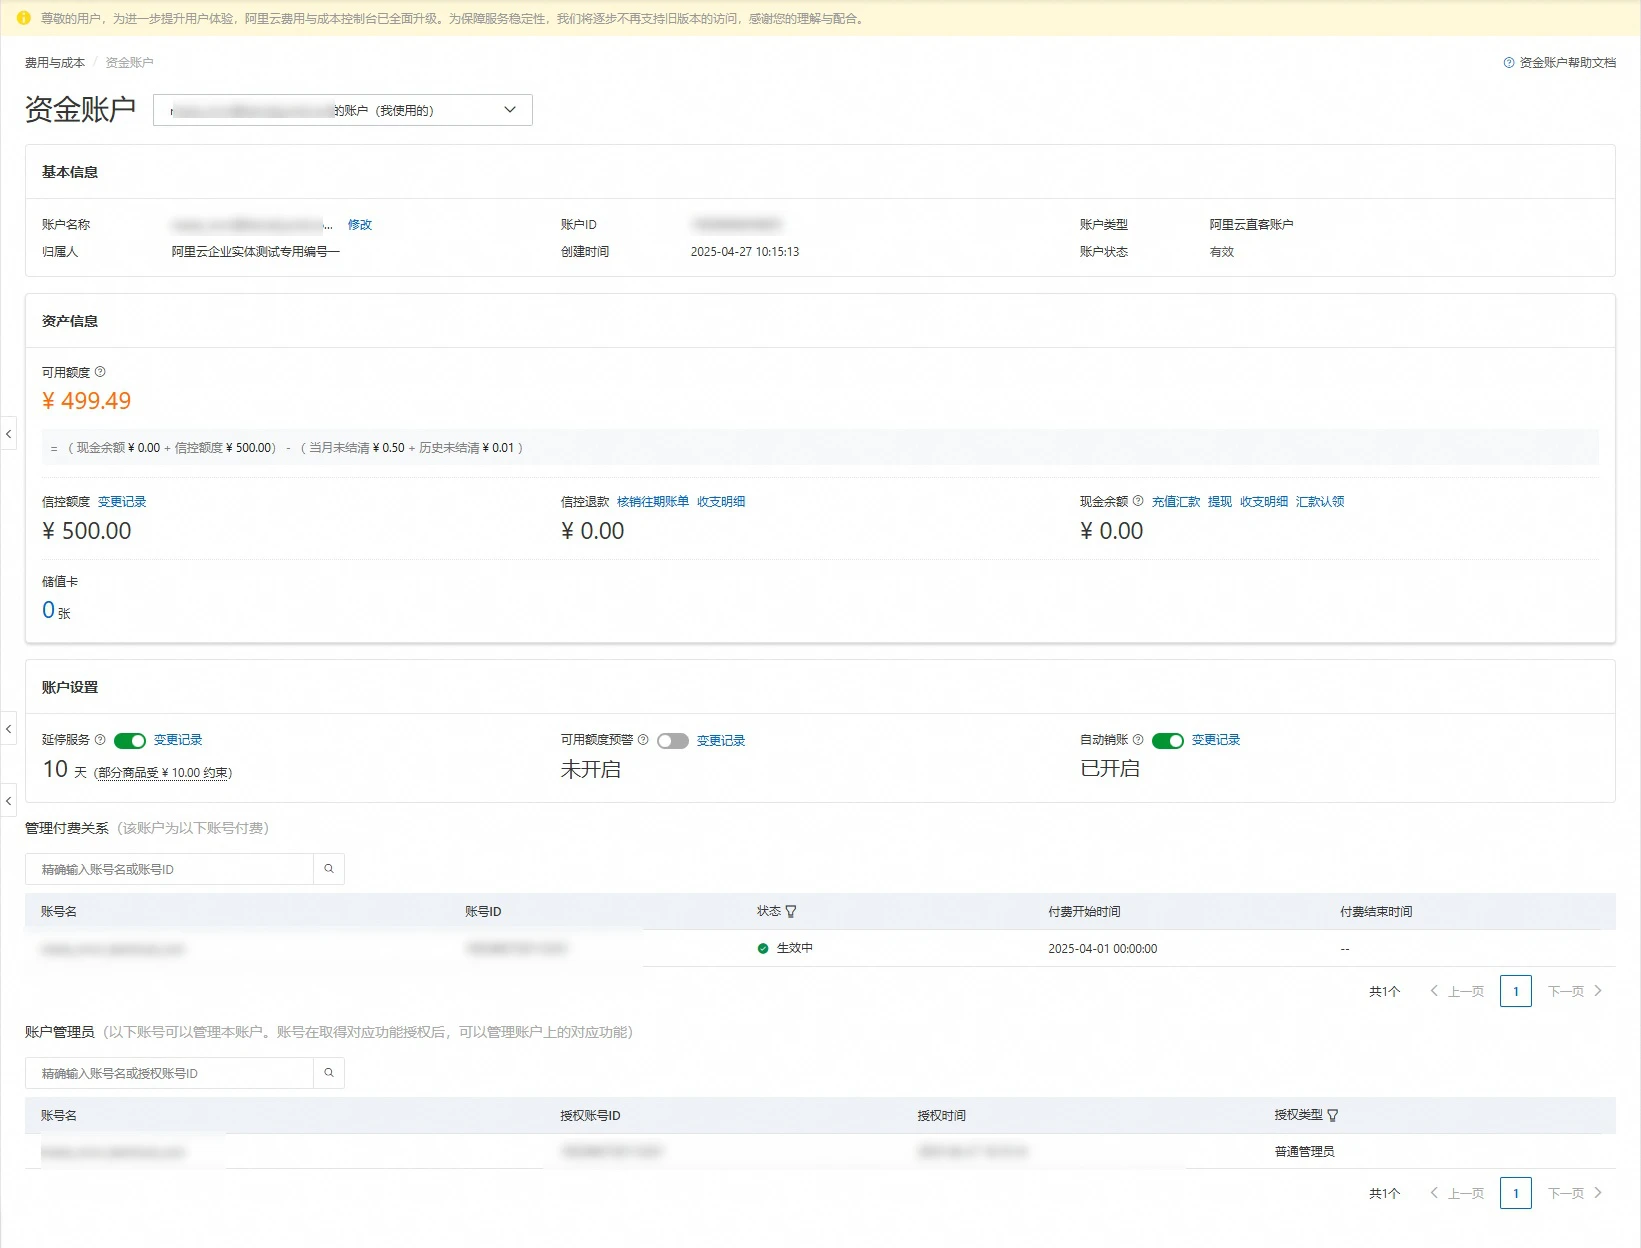 尊敬的用户，为进一步提升用户体验，阿里云费用与成本控制台已全面升级。为保障服务稳定性，我们将逐步不再支持旧版本的访问，感谢您的理解与配合。
费用与成本 / 资金账户
资金账户帮助文档
资金账户
的账户（我使用的）
基本信息
账户名称 ... 修改
账户ID
账户类型 阿里云直客账户
归属人 阿里云企业实体测试专用编号一
创建时间 2025-04-27 10:15:13
账户状态 有效
资产信息
可用额度
¥ 499.49
= （ 现金余额 ¥ 0.00 + 信控额度 ¥ 500.00） - （ 当月未结清 ¥ 0.50 + 历史未结清 ¥ 0.01 ）
信控额度 变更记录
¥ 500.00
信控退款 核销往期账单 收支明细
¥ 0.00
现金余额 充值汇款 提现 收支明细 汇款认领
¥ 0.00
储值卡
0 张
账户设置
延停服务 变更记录
10 天 （部分商品受 ¥ 10.00 约束）
可用额度预警 变更记录
未开启
自动销账 变更记录
已开启
管理付费关系（该账户为以下账号付费）
精确输入账号名或账号ID
账号名 账号ID 状态 付费开始时间 付费结束时间
生效中 2025-04-01 00:00:00 --
共1个 上一页 1 下一页
账户管理员（以下账号可以管理本账户。账号在取得对应功能授权后，可以管理账户上的对应功能）
精确输入账号名或授权账号ID
账号名 授权账号ID 授权时间 授权类型
普通管理员
共1个 上一页 1 下一页